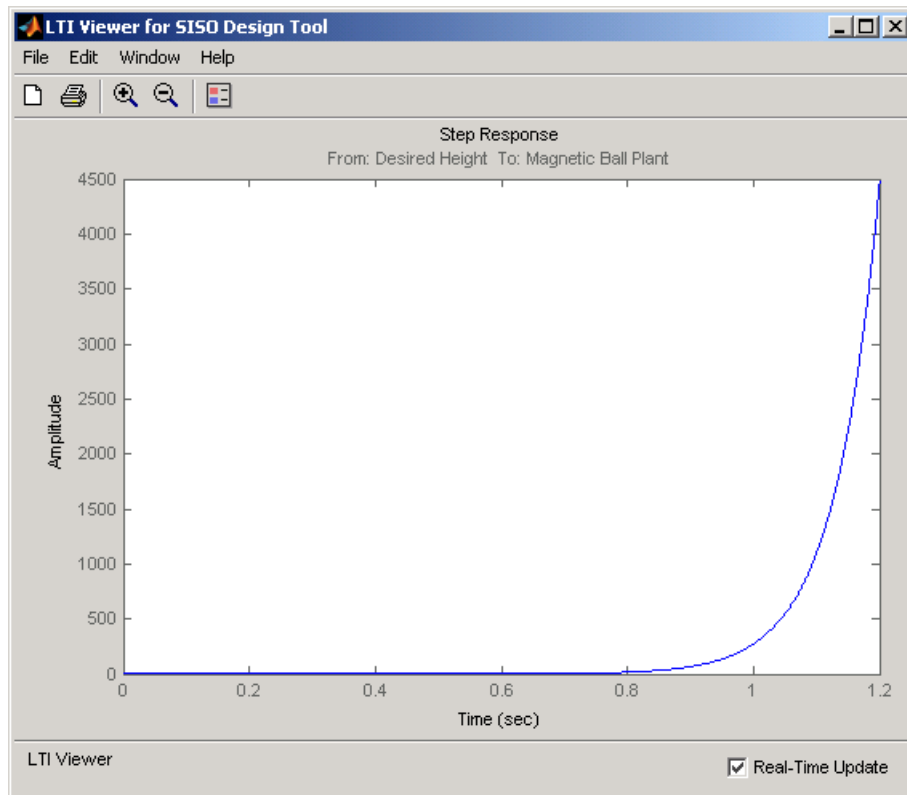 LTI Viewer for SISO Design Tool
File Edit Window Help
Step Response
From: Desired Height To: Magnetic Ball Plant
4500
4000
3500
3000
2500
2000
1500
1000
500
0
Amplitude
0 0.2 0.4 0.6 0.8 1 1.2
Time (sec)
LTI Viewer
Real-Time Update